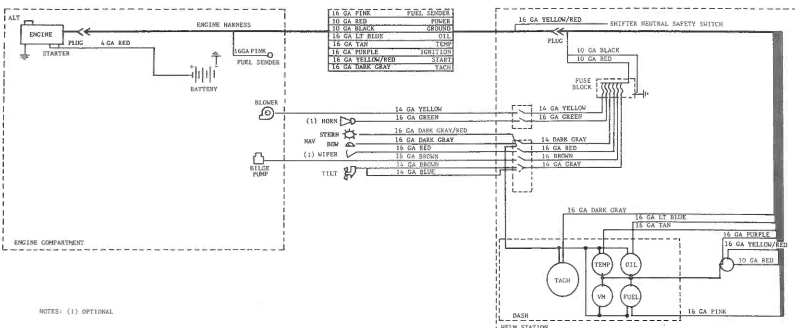 ALT
ENGINE
STARTER
PLUG
4 GA RED
ENGINE HARNESS
16GA PINK
FUEL SENDER
BATTERY
16 GA PINK FUEL SENDER
10 GA RED POWER
10 GA BLACK GROUND
16 GA LT BLUE OIL
16 GA TAN TEMP
16 GA PURPLE IGNITION
16 GA YELLOW/RED START
16 GA DARK GRAY TACH
16 GA YELLOW/RED
SHIFTER NEUTRAL SAFETY SWITCH
PLUG
10 GA BLACK
10 GA RED
FUSE
BLOCK
BLOWER
14 GA YELLOW
14 GA YELLOW
(1) HORN
16 GA GREEN
16 GA GREEN
STERN
16 GA DARK GRAY/RED
NAV
BOW
16 GA DARK GRAY
14 DARK GRAY
(1) WIPER
16 GA RED
16 GA RED
16 GA BROWN
14 BROWN
BILGE
PUMP
TILT
14 GA BROWN
14 GA GRAY
14 GA BLUE
16 GA DARK GRAY
16 GA LT BLUE
16 GA TAN
16 GA PURPLE
16 GA YELLOW/RED
10 GA RED
TEMP
OIL
TACH
VM
FUEL
16 GA PINK
DASH
HELM STATION
ENGINE COMPARTMENT
NOTES: (1) OPTIONAL